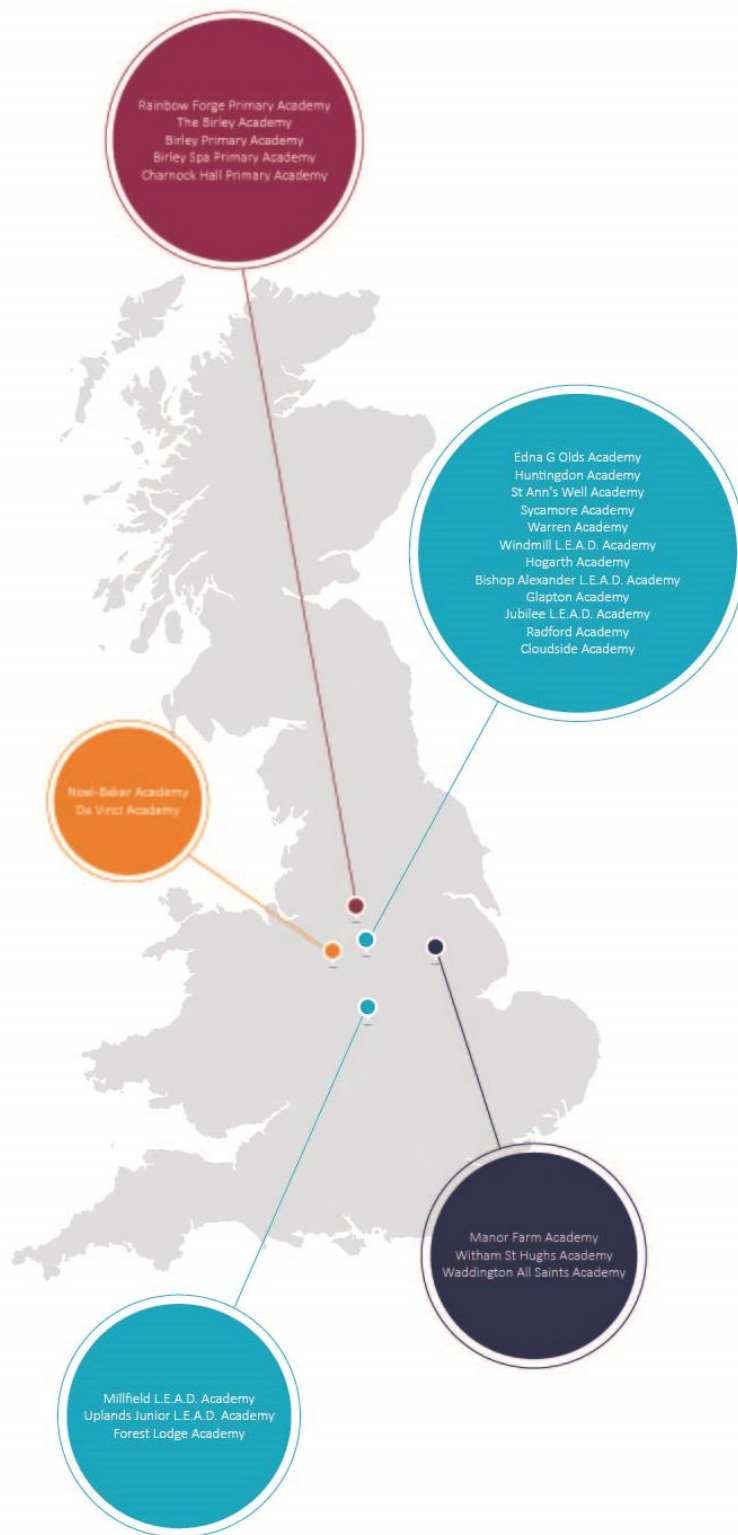 Rainbow Forge Primary Academy
The Birley Academy
Birley Primary Academy
Birley Spa Primary Academy
Charnock Hall Primary Academy
Edna G Olds Academy
Huntingdon Academy
St Ann's Well Academy
Sycamore Academy
Warren Academy
Windmill L.E.A.D. Academy
Hogarth Academy
Bishop Alexander L.E.A.D. Academy
Glapton Academy
Jubilee L.E.A.D. Academy
Radford Academy
Cloudside Academy
Noel-Baker Academy
Da Vinci Academy
Manor Farm Academy
Witham St Hughs Academy
Waddington All Saints Academy
Millfield L.E.A.D. Academy
Uplands Junior L.E.A.D. Academy
Forest Lodge Academy